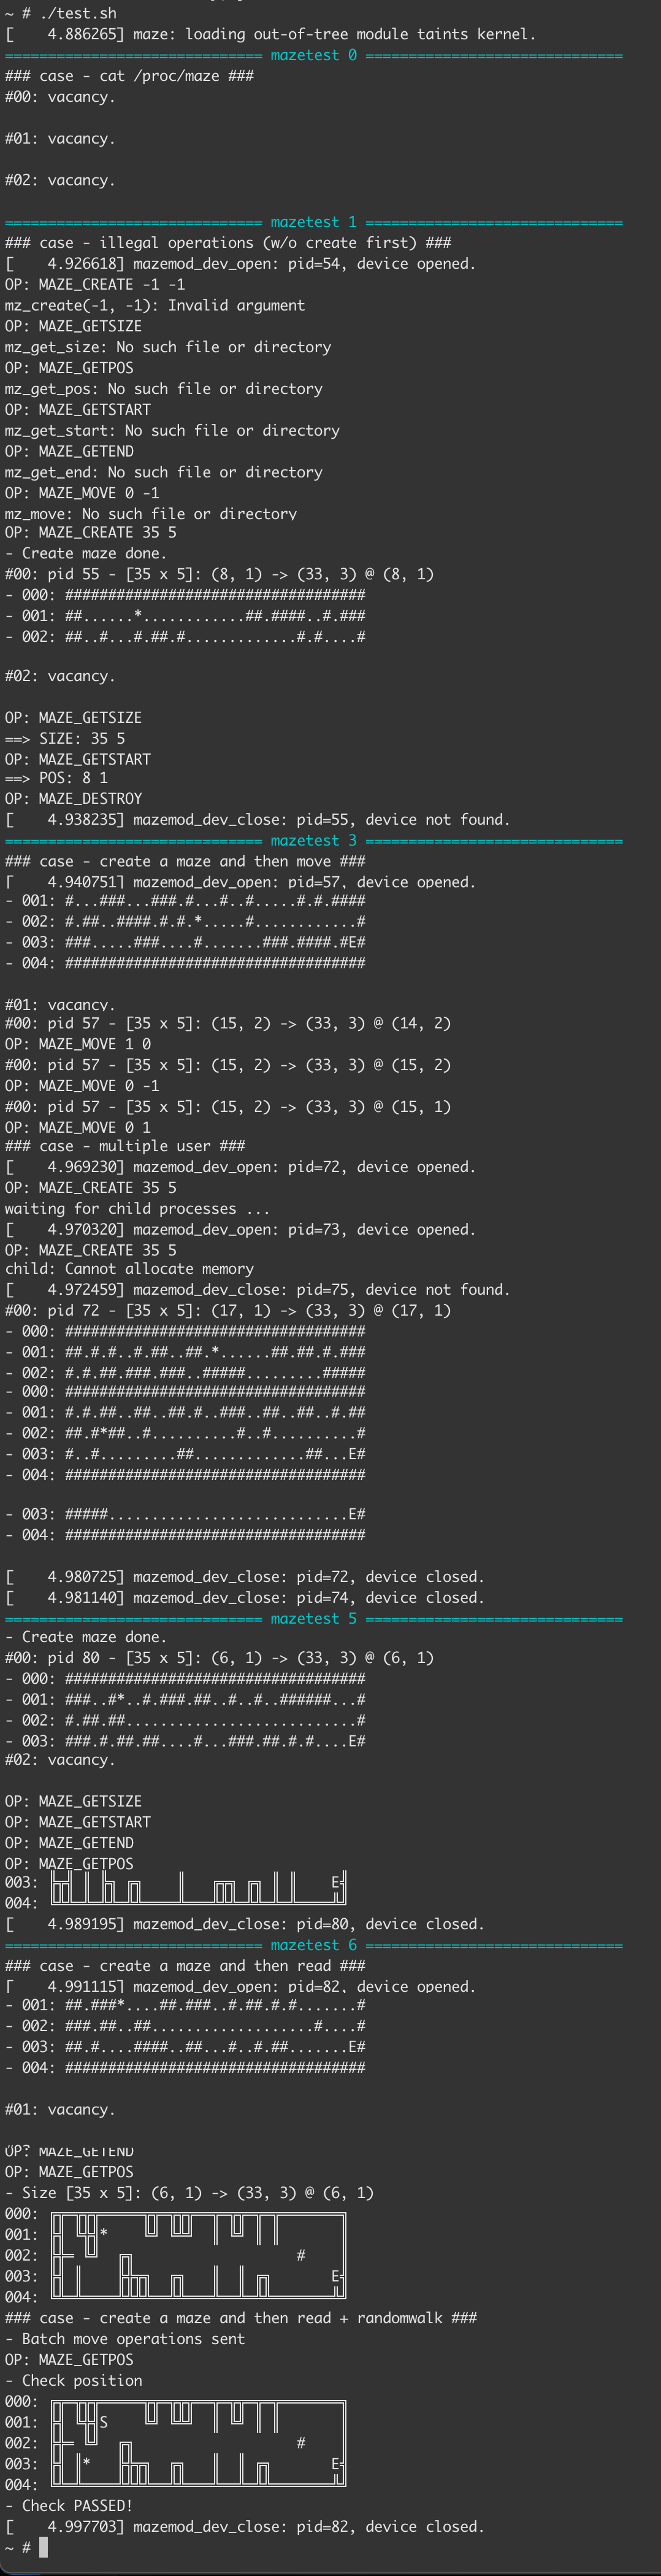 ~ # ./test.sh
[    4.886265] maze: loading out-of-tree module taints kernel.
============================== mazetest 0 ==============================
### case - cat /proc/maze ###
#00: vacancy.
#01: vacancy.
#02: vacancy.
============================== mazetest 1 ==============================
### case - illegal operations (w/o create first) ###
[    4.926618] mazemod_dev_open: pid=54, device opened.
OP: MAZE_CREATE -1 -1
mz_create(-1, -1): Invalid argument
OP: MAZE_GETSIZE
mz_get_size: No such file or directory
OP: MAZE_GETPOS
mz_get_pos: No such file or directory
OP: MAZE_GETSTART
mz_get_start: No such file or directory
OP: MAZE_GETEND
mz_get_end: No such file or directory
OP: MAZE_MOVE 0 -1
mz_move: No such file or directory
OP: MAZE_CREATE 35 5
- Create maze done.
#00: pid 55 - [35 x 5]: (8, 1) -> (33, 3) @ (8, 1)
- 000: ###################################
- 001: ##......*............##.####..#.###
- 002: ##..#...#.##.#.............#.#....#
#02: vacancy.
OP: MAZE_GETSIZE
==> SIZE: 35 5
OP: MAZE_GETSTART
==> POS: 8 1
OP: MAZE_DESTROY
[    4.938235] mazemod_dev_close: pid=55, device not found.
============================== mazetest 3 ==============================
### case - create a maze and then move ###
[    4.940751] mazemod_dev_open: pid=57, device opened.
- 001: #...###...###.#...#..#.....#.#.####
- 002: #.##..####.#.#.*.....#............#
- 003: ###.....###....#.......###.####.#E#
- 004: ###################################
#01: vacancy.
#00: pid 57 - [35 x 5]: (15, 2) -> (33, 3) @ (14, 2)
OP: MAZE_MOVE 1 0
#00: pid 57 - [35 x 5]: (15, 2) -> (33, 3) @ (15, 2)
OP: MAZE_MOVE 0 -1
#00: pid 57 - [35 x 5]: (15, 2) -> (33, 3) @ (15, 1)
OP: MAZE_MOVE 0 1
### case - multiple user ###
[    4.969230] mazemod_dev_open: pid=72, device opened.
OP: MAZE_CREATE 35 5
waiting for child processes ...
[    4.970320] mazemod_dev_open: pid=73, device opened.
OP: MAZE_CREATE 35 5
child: Cannot allocate memory
[    4.972459] mazemod_dev_close: pid=75, device not found.
#00: pid 72 - [35 x 5]: (17, 1) -> (33, 3) @ (17, 1)
- 000: ###################################
- 001: ##.#.#..#.##..##.*......##.##.#.###
- 002: #.#.##.###.###..#####.........#####
- 000: ###################################
- 001: #.#.##..##..##.#..###..##..##..#.##
- 002: ##.#*##..#..........#..#..........#
- 003: #..#.........##.............##...E#
- 004: ###################################
- 003: #####............................E#
- 004: ###################################
[    4.980725] mazemod_dev_close: pid=72, device closed.
[    4.981140] mazemod_dev_close: pid=74, device closed.
============================== mazetest 5 ==============================
- Create maze done.
#00: pid 80 - [35 x 5]: (6, 1) -> (33, 3) @ (6, 1)
- 000: ###################################
- 001: ###..#*..#.###.##..#..#..######...#
- 002: #.##.##...........................#
- 003: ###.#.##.##....#...###.##.#.#....E#
#02: vacancy.
OP: MAZE_GETSIZE
OP: MAZE_GETSTART
OP: MAZE_GETEND
OP: MAZE_GETPOS
003: E
004:
[    4.989195] mazemod_dev_close: pid=80, device closed.
============================== mazetest 6 ==============================
### case - create a maze and then read ###
[    4.991115] mazemod_dev_open: pid=82, device opened.
- 001: ##.###*....##.###..#.##.#.#.......#
- 002: ###.##..##...................#....#
- 003: ##.#....####..##...#..#.##.......E#
- 004: ###################################
#01: vacancy.
OP: MAZE_GETEND
OP: MAZE_GETPOS
- Size [35 x 5]: (6, 1) -> (33, 3) @ (6, 1)
000:
001: *
002: #
003: E
004:
### case - create a maze and then read + randomwalk ###
- Batch move operations sent
OP: MAZE_GETPOS
- Check position
000:
001: S
002: #
003: * E
004:
- Check PASSED!
[    4.997703] mazemod_dev_close: pid=82, device closed.
~ #